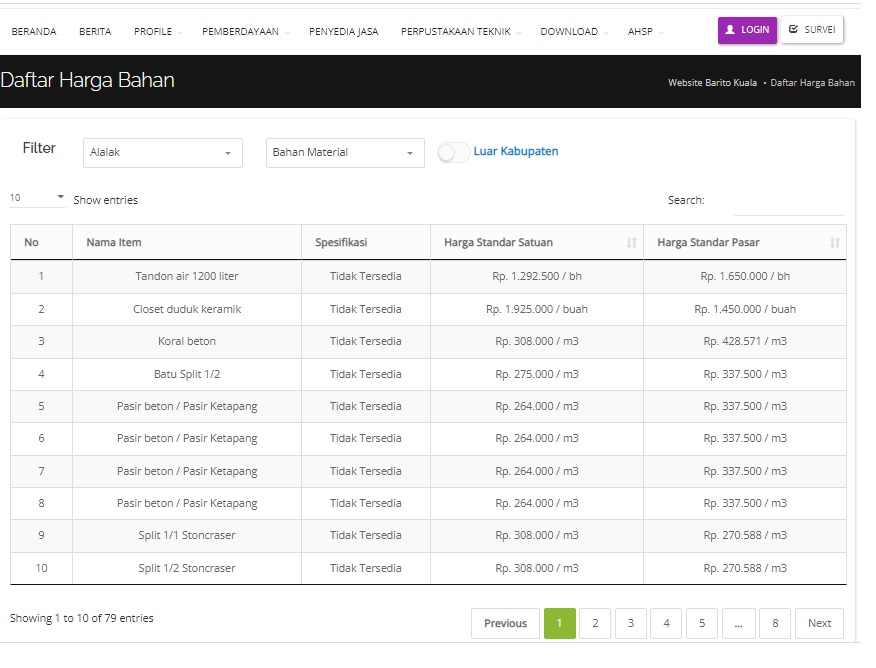 BERANDA BERITA PROFILE PEMBERDAYAAN PENYEDIA JASA PERPUSTAKAAN TEKNIK DOWNLOAD AHSP LOGIN SURVEI
Daftar Harga Bahan Website Barito Kuala • Daftar Harga Bahan
Filter Alalak Bahan Material Luar Kabupaten
10 Show entries Search:
No Nama Item Spesifikasi Harga Standar Satuan Harga Standar Pasar
1 Tandon air 1200 liter Tidak Tersedia Rp. 1.292.500 / bh Rp. 1.650.000 / bh
2 Closet duduk keramik Tidak Tersedia Rp. 1.925.000 / buah Rp. 1.450.000 / buah
3 Koral beton Tidak Tersedia Rp. 308.000 / m3 Rp. 428.571 / m3
4 Batu Split 1/2 Tidak Tersedia Rp. 275.000 / m3 Rp. 337.500 / m3
5 Pasir beton / Pasir Ketapang Tidak Tersedia Rp. 264.000 / m3 Rp. 337.500 / m3
6 Pasir beton / Pasir Ketapang Tidak Tersedia Rp. 264.000 / m3 Rp. 337.500 / m3
7 Pasir beton / Pasir Ketapang Tidak Tersedia Rp. 264.000 / m3 Rp. 337.500 / m3
8 Pasir beton / Pasir Ketapang Tidak Tersedia Rp. 264.000 / m3 Rp. 337.500 / m3
9 Split 1/1 Stoncraser Tidak Tersedia Rp. 308.000 / m3 Rp. 270.588 / m3
10 Split 1/2 Stoncraser Tidak Tersedia Rp. 308.000 / m3 Rp. 270.588 / m3
Showing 1 to 10 of 79 entries Previous 1 2 3 4 5 ... 8 Next